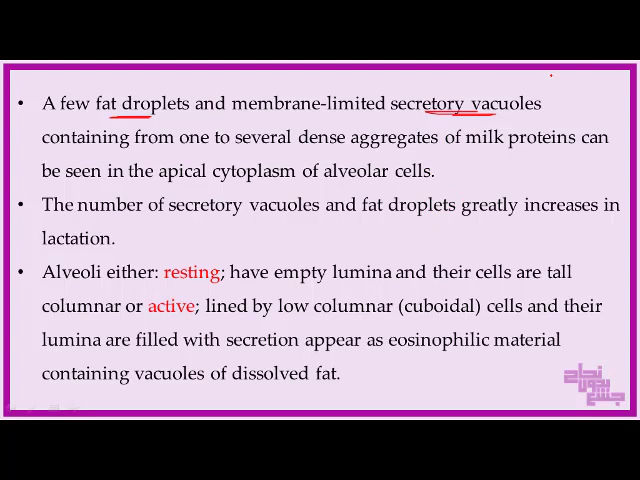 • A few fat droplets and membrane-limited secretory vacuoles
containing from one to several dense aggregates of milk proteins can
be seen in the apical cytoplasm of alveolar cells.
• The number of secretory vacuoles and fat droplets greatly increases in
lactation.
• Alveoli either: resting; have empty lumina and their cells are tall
columnar or active; lined by low columnar (cuboidal) cells and their
lumina are filled with secretion appear as eosinophilic material
containing vacuoles of dissolved fat.
نجاح
بدون
جشع